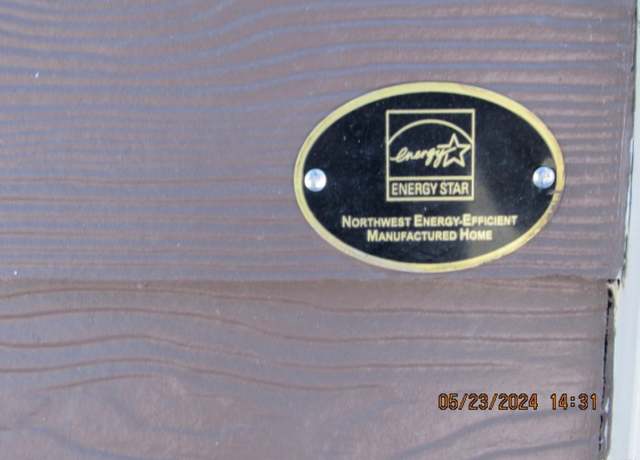 energy
ENERGY STAR
NORTHWEST ENERGY-EFFICIENT
MANUFACTURED HOME
05/23/2024 14:31